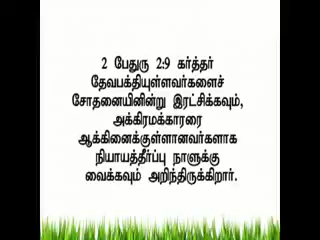 2 பேதுரு 2:9 கர்த்தர்
தேவபக்தியுள்ளவர்களைச்
சோதனையினின்று இரட்சிக்கவும்,
அக்கிரமக்காரரை
ஆக்கினைக்குள்ளானவர்களாக
நியாயத்தீர்ப்பு நாளுக்கு
வைக்கவும் அறிந்திருக்கிறார்.